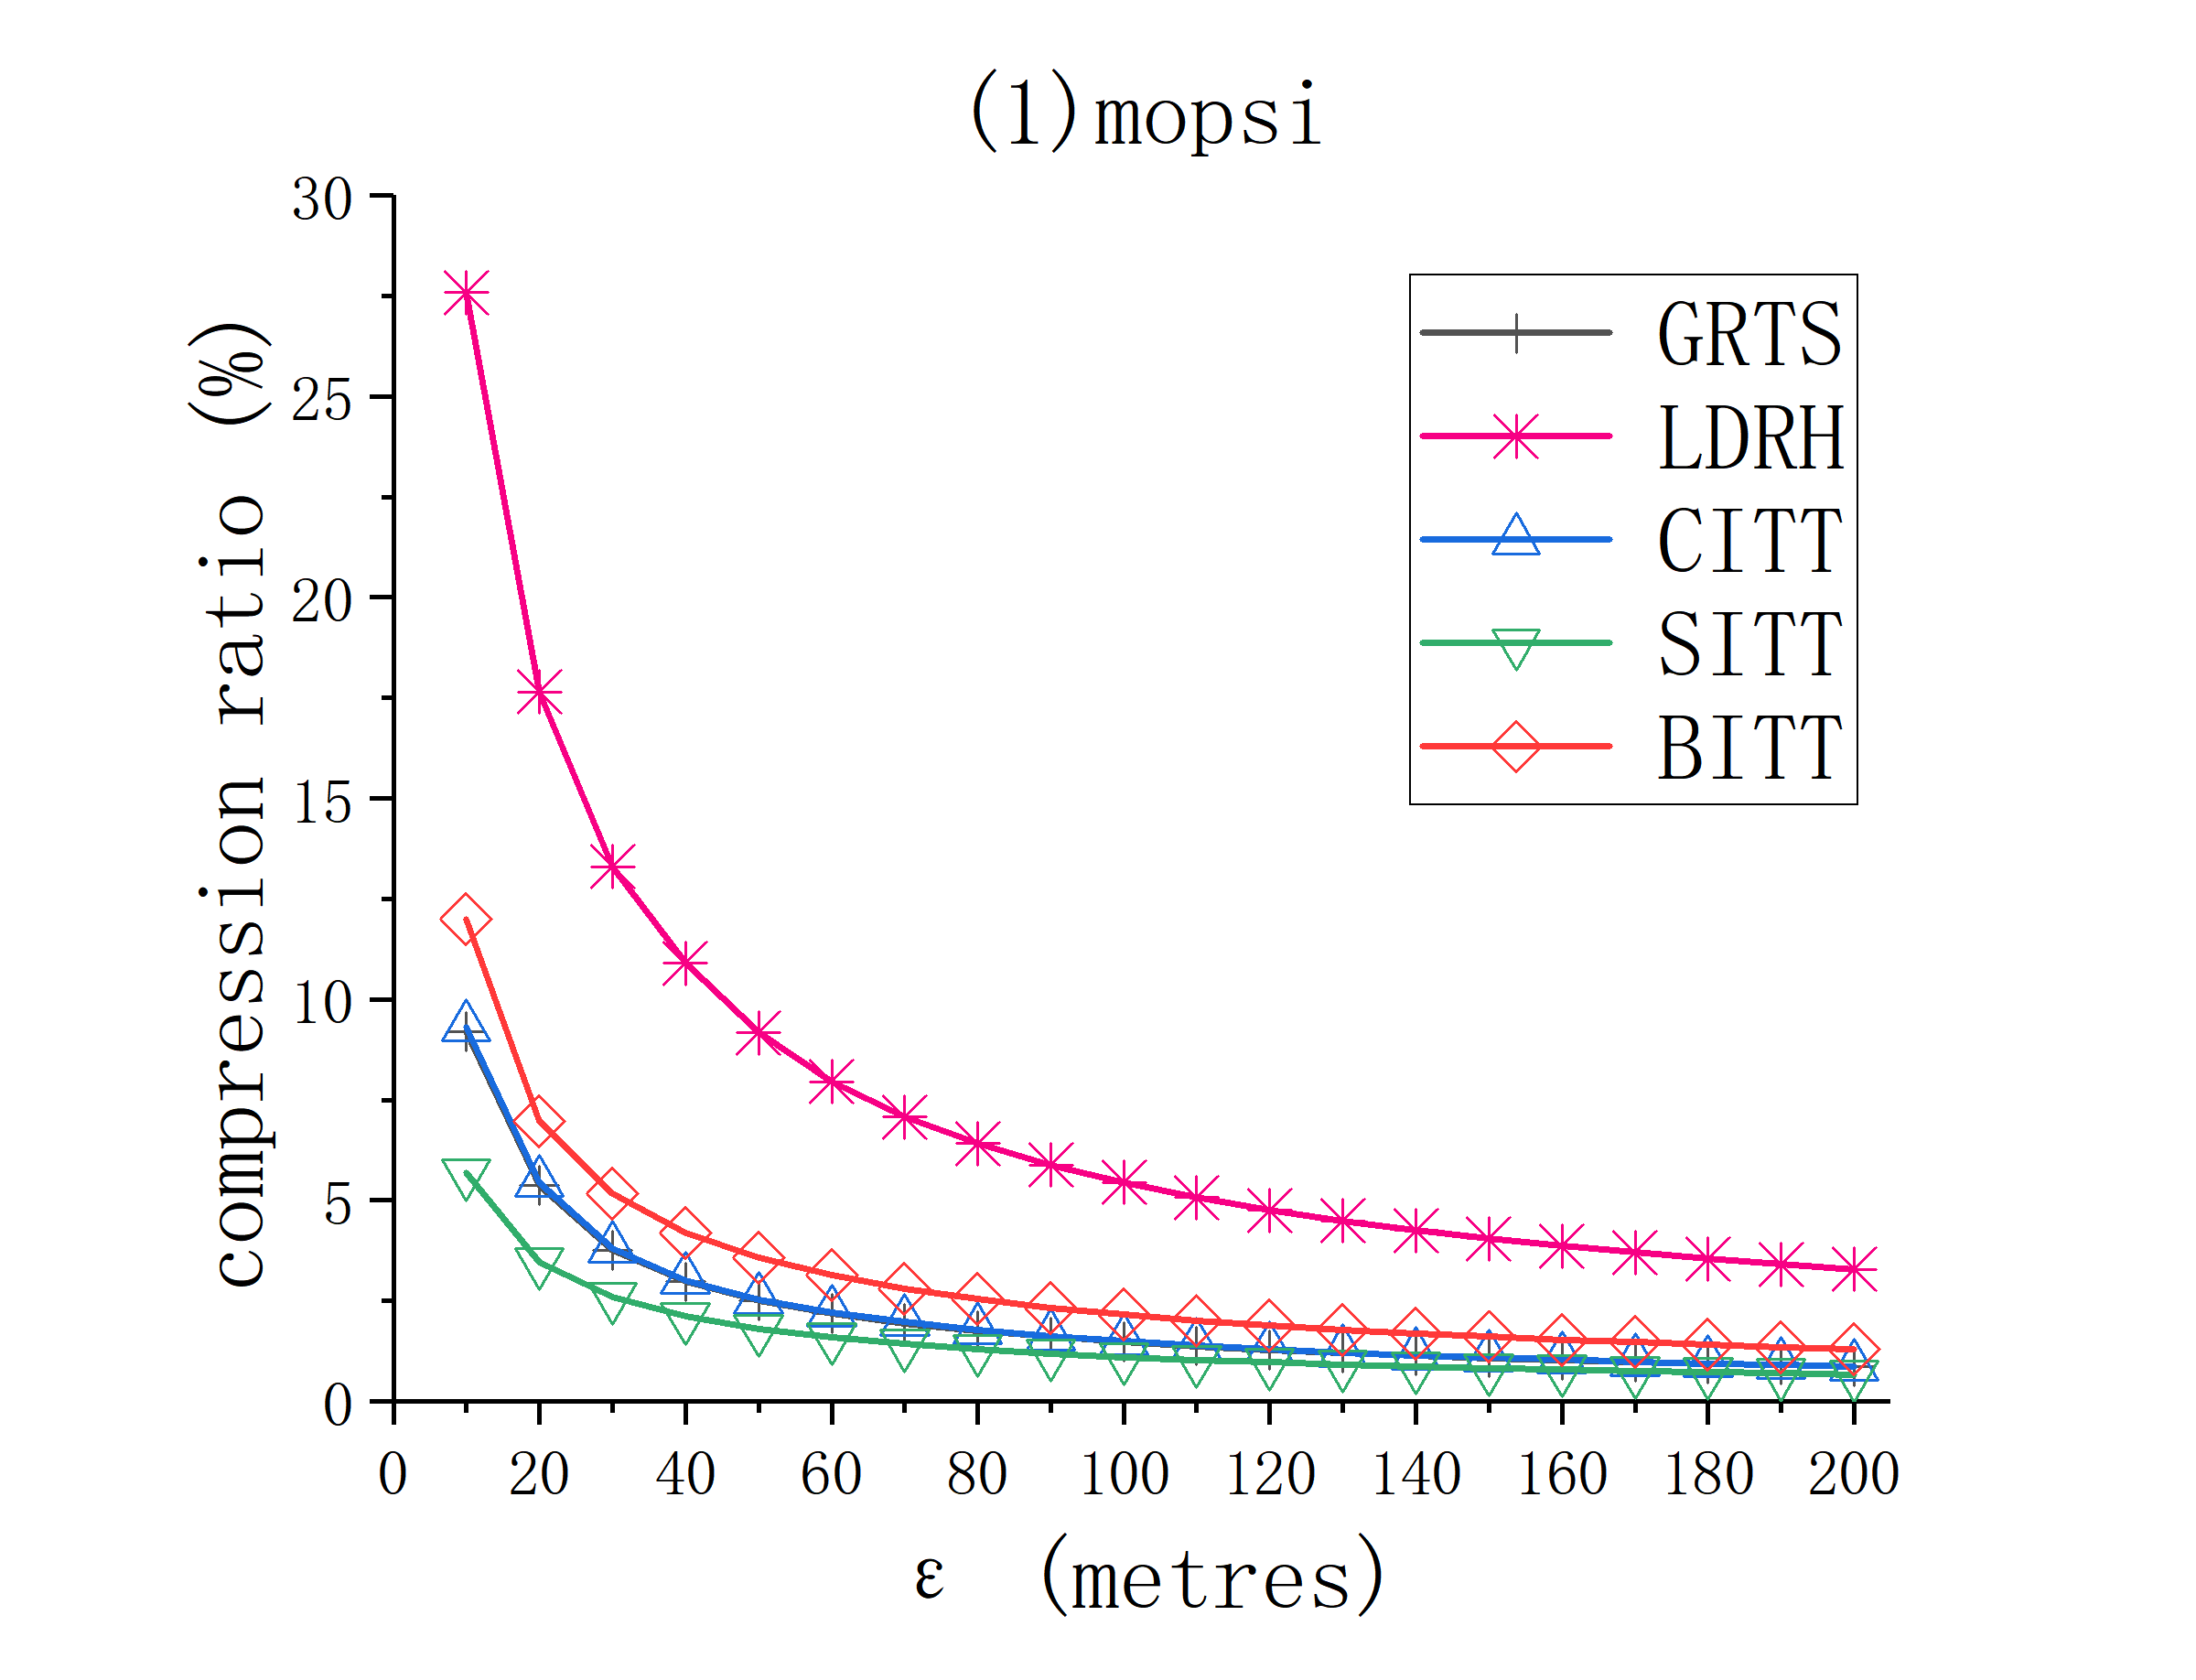 (1)mopsi
compression ratio (%)
30
25
20
15
10
5
0
0 20 40 60 80 100 120 140 160 180 200
ε (metres)
GRTS
LDRH
CITT
SITT
BITT